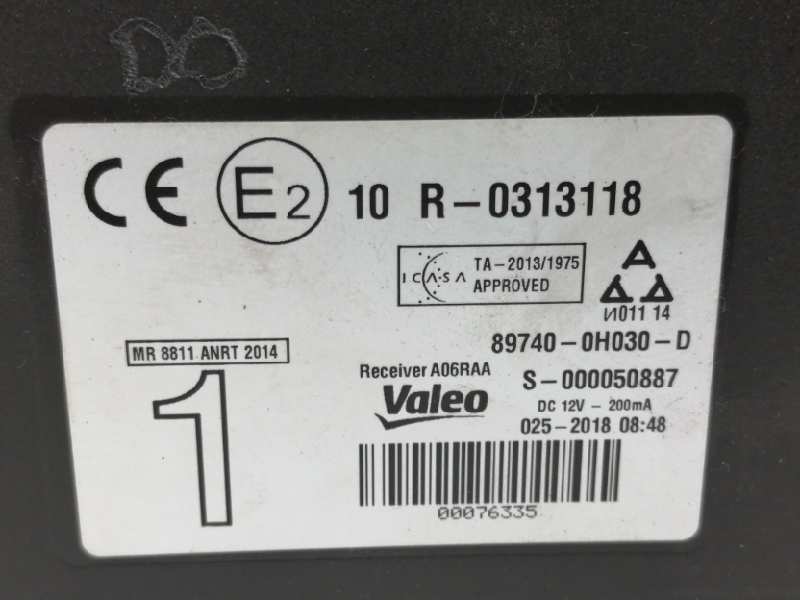 DO
CE E2 10 R-0313118
ICASA TA-2013/1975
APPROVED
И011 14
MR 8811 ANRT 2014
89740-0H030-D
1
Receiver A06RAA
Valeo
S-000050887
DC 12V - 200mA
025-2018 08:48
00076335